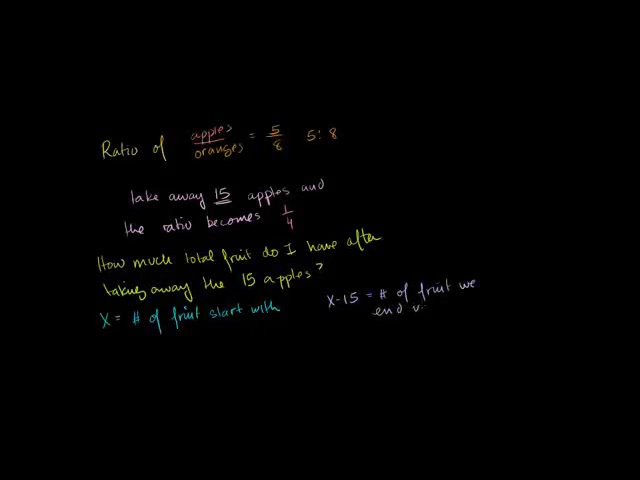 Ratio of apples/oranges = 5/8 5:8
take away 15 apples and
the ratio becomes 1/4
How much total fruit do I have after
taking away the 15 apples?
X = # of fruit start with
X-15 = # of fruit we
end